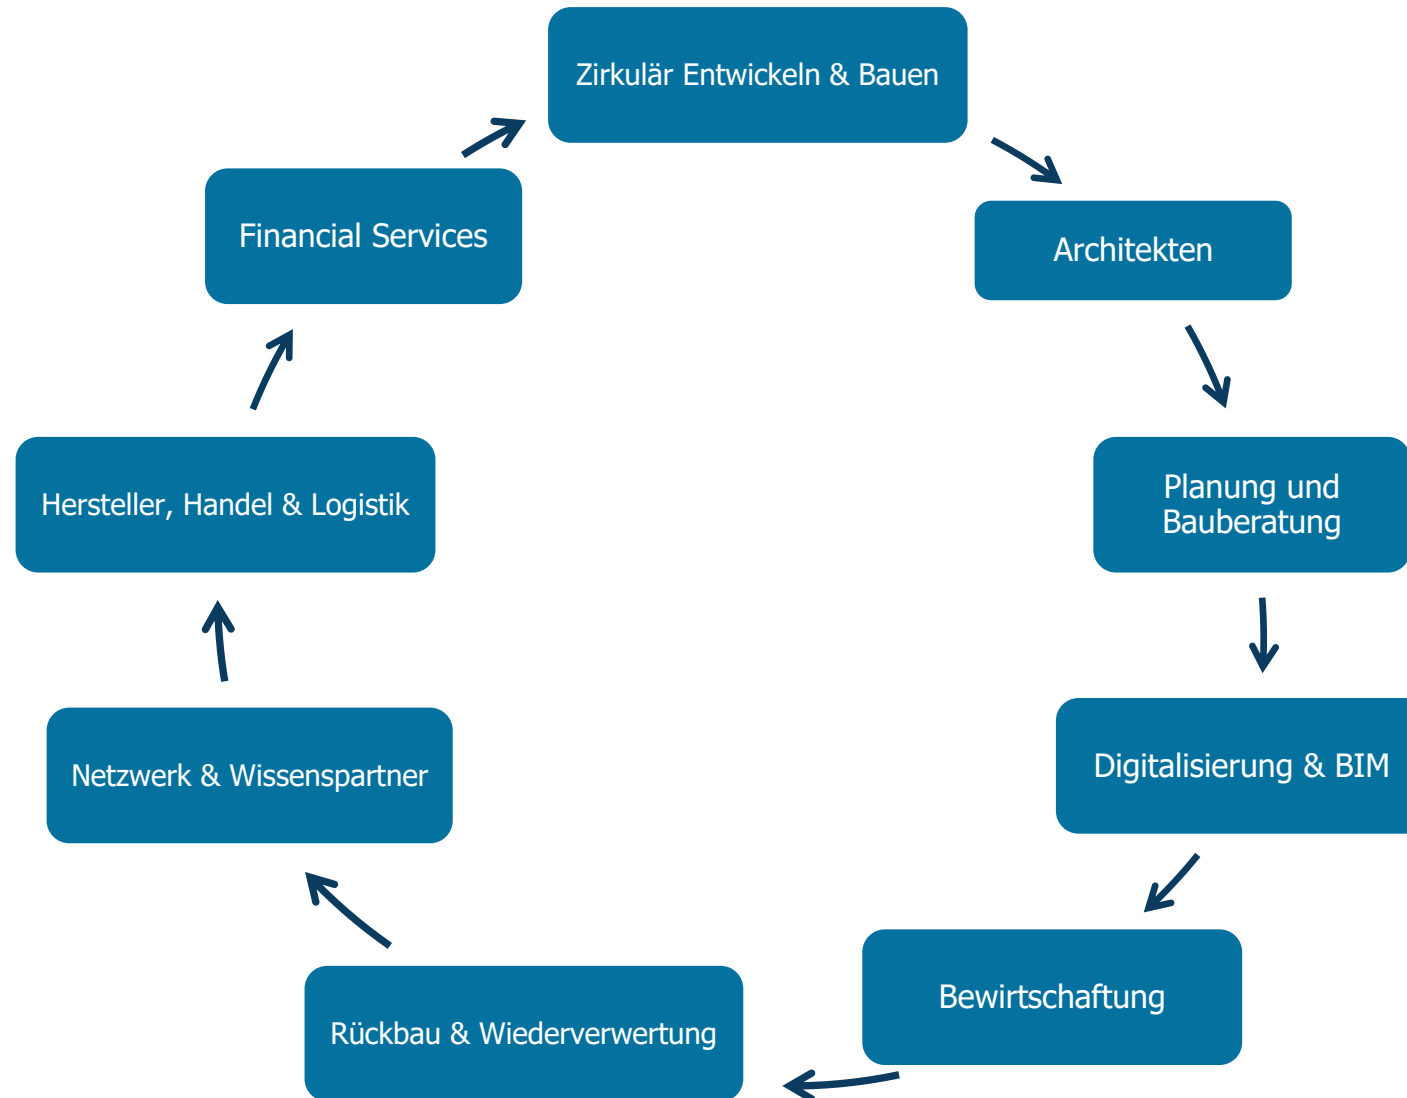 Zirkulär Entwickeln & Bauen
Architekten
Planung und
Bauberatung
Digitalisierung & BIM
Bewirtschaftung
Rückbau & Wiederverwertung
Netzwerk & Wissenspartner
Hersteller, Handel & Logistik
Financial Services